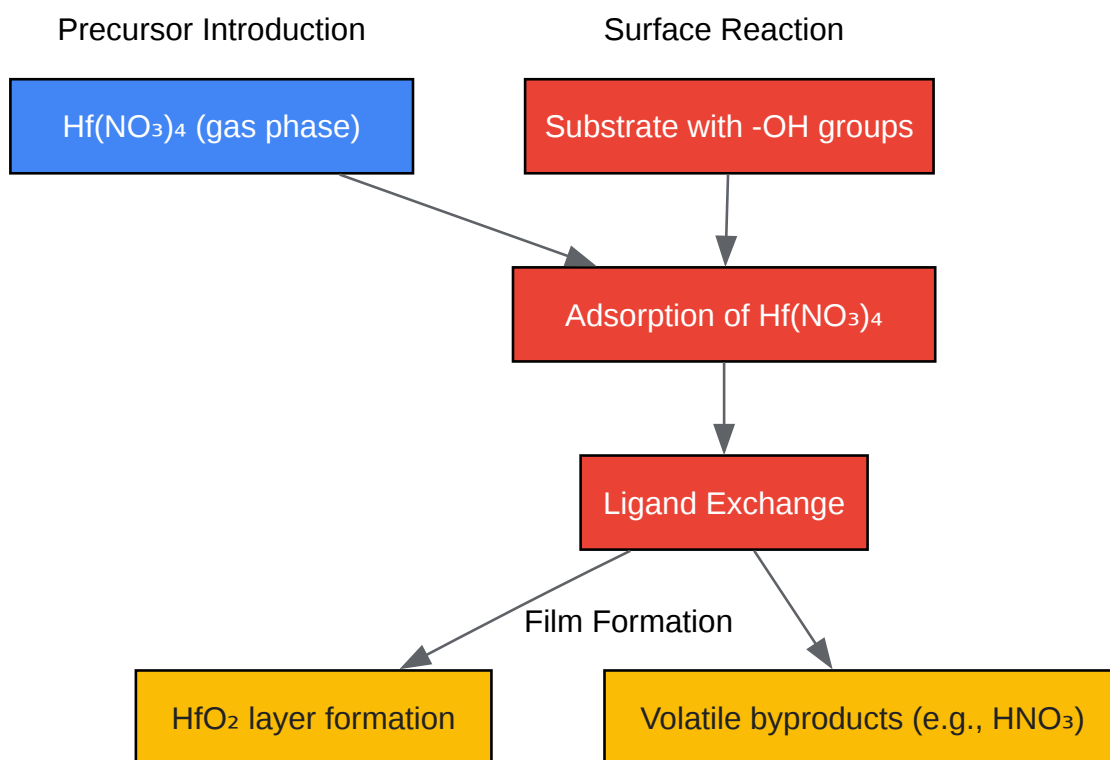 Precursor Introduction
Surface Reaction
Hf(NO₃)₄ (gas phase)
Substrate with -OH groups
Adsorption of Hf(NO₃)₄
Ligand Exchange
Film Formation
HfO₂ layer formation
Volatile byproducts (e.g., HNO₃)